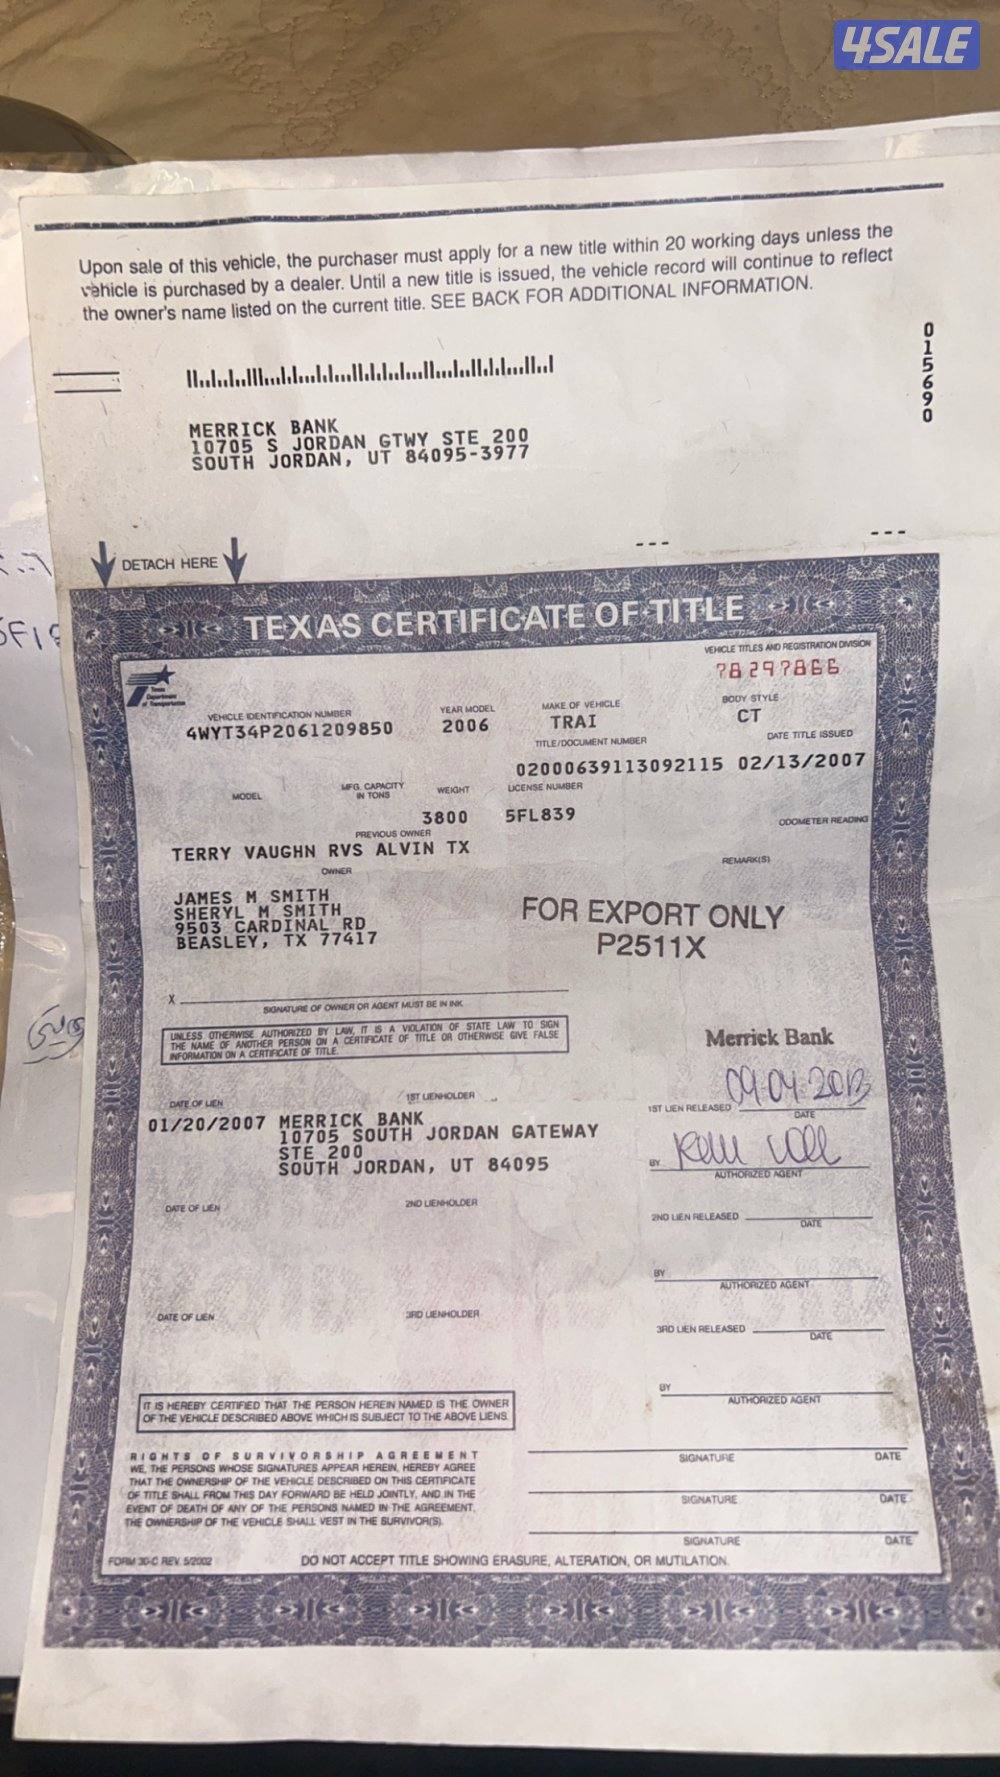 4SALE
Upon sale of this vehicle, the purchaser must apply for a new title within 20 working days unless the
vehicle is purchased by a dealer. Until a new title is issued, the vehicle record will continue to reflect
the owner's name listed on the current title. SEE BACK FOR ADDITIONAL INFORMATION.
015690
MERRICK BANK
10705 S JORDAN GTWY STE 200
SOUTH JORDAN, UT 84095-3977
DETACH HERE
TEXAS CERTIFICATE OF TITLE
VEHICLE TITLES AND REGISTRATION DIVISION
78297866
Texas Department of Transportation
VEHICLE IDENTIFICATION NUMBER YEAR MODEL MAKE OF VEHICLE BODY STYLE
4WYT34P2061209850 2006 TRAI CT
TITLE/DOCUMENT NUMBER DATE TITLE ISSUED
02000639113092115 02/13/2007
MODEL MFG. CAPACITY IN TONS WEIGHT LICENSE NUMBER
3800 5FL839
ODOMETER READING
PREVIOUS OWNER
TERRY VAUGHN RVS ALVIN TX
REMARK(S)
OWNER
JAMES M SMITH
SHERYL M SMITH
9503 CARDINAL RD
BEASLEY, TX 77417
FOR EXPORT ONLY
P2511X
X
SIGNATURE OF OWNER OR AGENT MUST BE IN INK
UNLESS OTHERWISE AUTHORIZED BY LAW, IT IS A VIOLATION OF STATE LAW TO SIGN
THE NAME OF ANOTHER PERSON ON A CERTIFICATE OF TITLE OR OTHERWISE GIVE FALSE
INFORMATION ON A CERTIFICATE OF TITLE.
Merrick Bank
DATE OF LIEN 1ST LIENHOLDER
01/20/2007 MERRICK BANK
10705 SOUTH JORDAN GATEWAY
STE 200
SOUTH JORDAN, UT 84095
1ST LIEN RELEASED 09.04.2013
DATE
BY
AUTHORIZED AGENT
DATE OF LIEN 2ND LIENHOLDER
2ND LIEN RELEASED
DATE
BY
AUTHORIZED AGENT
DATE OF LIEN 3RD LIENHOLDER
3RD LIEN RELEASED
DATE
BY
AUTHORIZED AGENT
IT IS HEREBY CERTIFIED THAT THE PERSON HEREIN NAMED IS THE OWNER
OF THE VEHICLE DESCRIBED ABOVE WHICH IS SUBJECT TO THE ABOVE LIENS.
RIGHTS OF SURVIVORSHIP AGREEMENT
WE, THE PERSONS WHOSE SIGNATURES APPEAR HEREIN, HEREBY AGREE
THAT THE OWNERSHIP OF THE VEHICLE DESCRIBED ON THIS CERTIFICATE
OF TITLE SHALL FROM THIS DAY FORWARD BE HELD JOINTLY, AND IN THE
EVENT OF DEATH OF ANY OF THE PERSONS NAMED IN THE AGREEMENT,
THE OWNERSHIP OF THE VEHICLE SHALL VEST IN THE SURVIVOR(S).
SIGNATURE DATE
SIGNATURE DATE
SIGNATURE DATE
FORM 30-C REV. 5/2002
DO NOT ACCEPT TITLE SHOWING ERASURE, ALTERATION, OR MUTILATION.